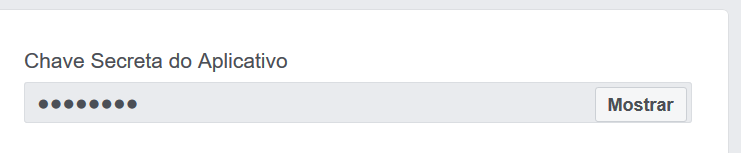 Chave Secreta do Aplicativo
●●●●●●●● Mostrar